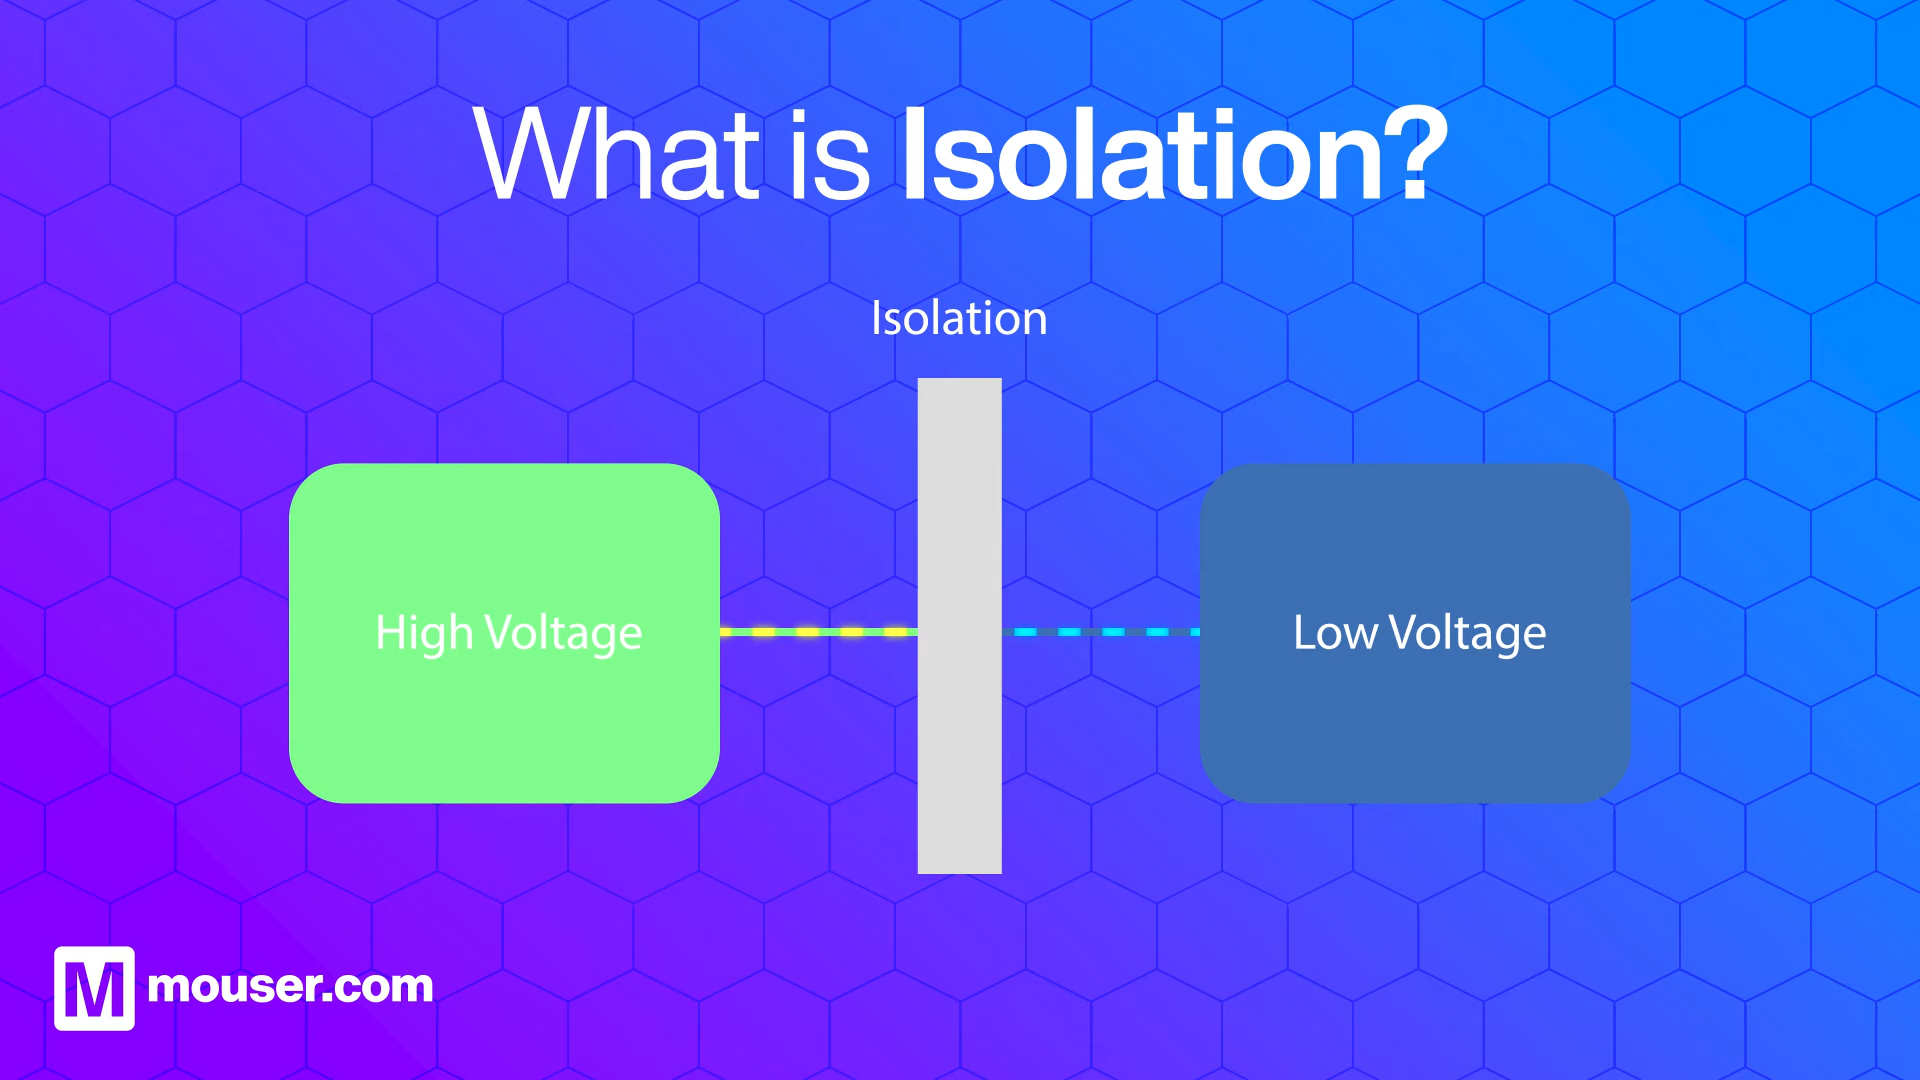 What is Isolation?
Isolation
High Voltage
Low Voltage
M mouser.com